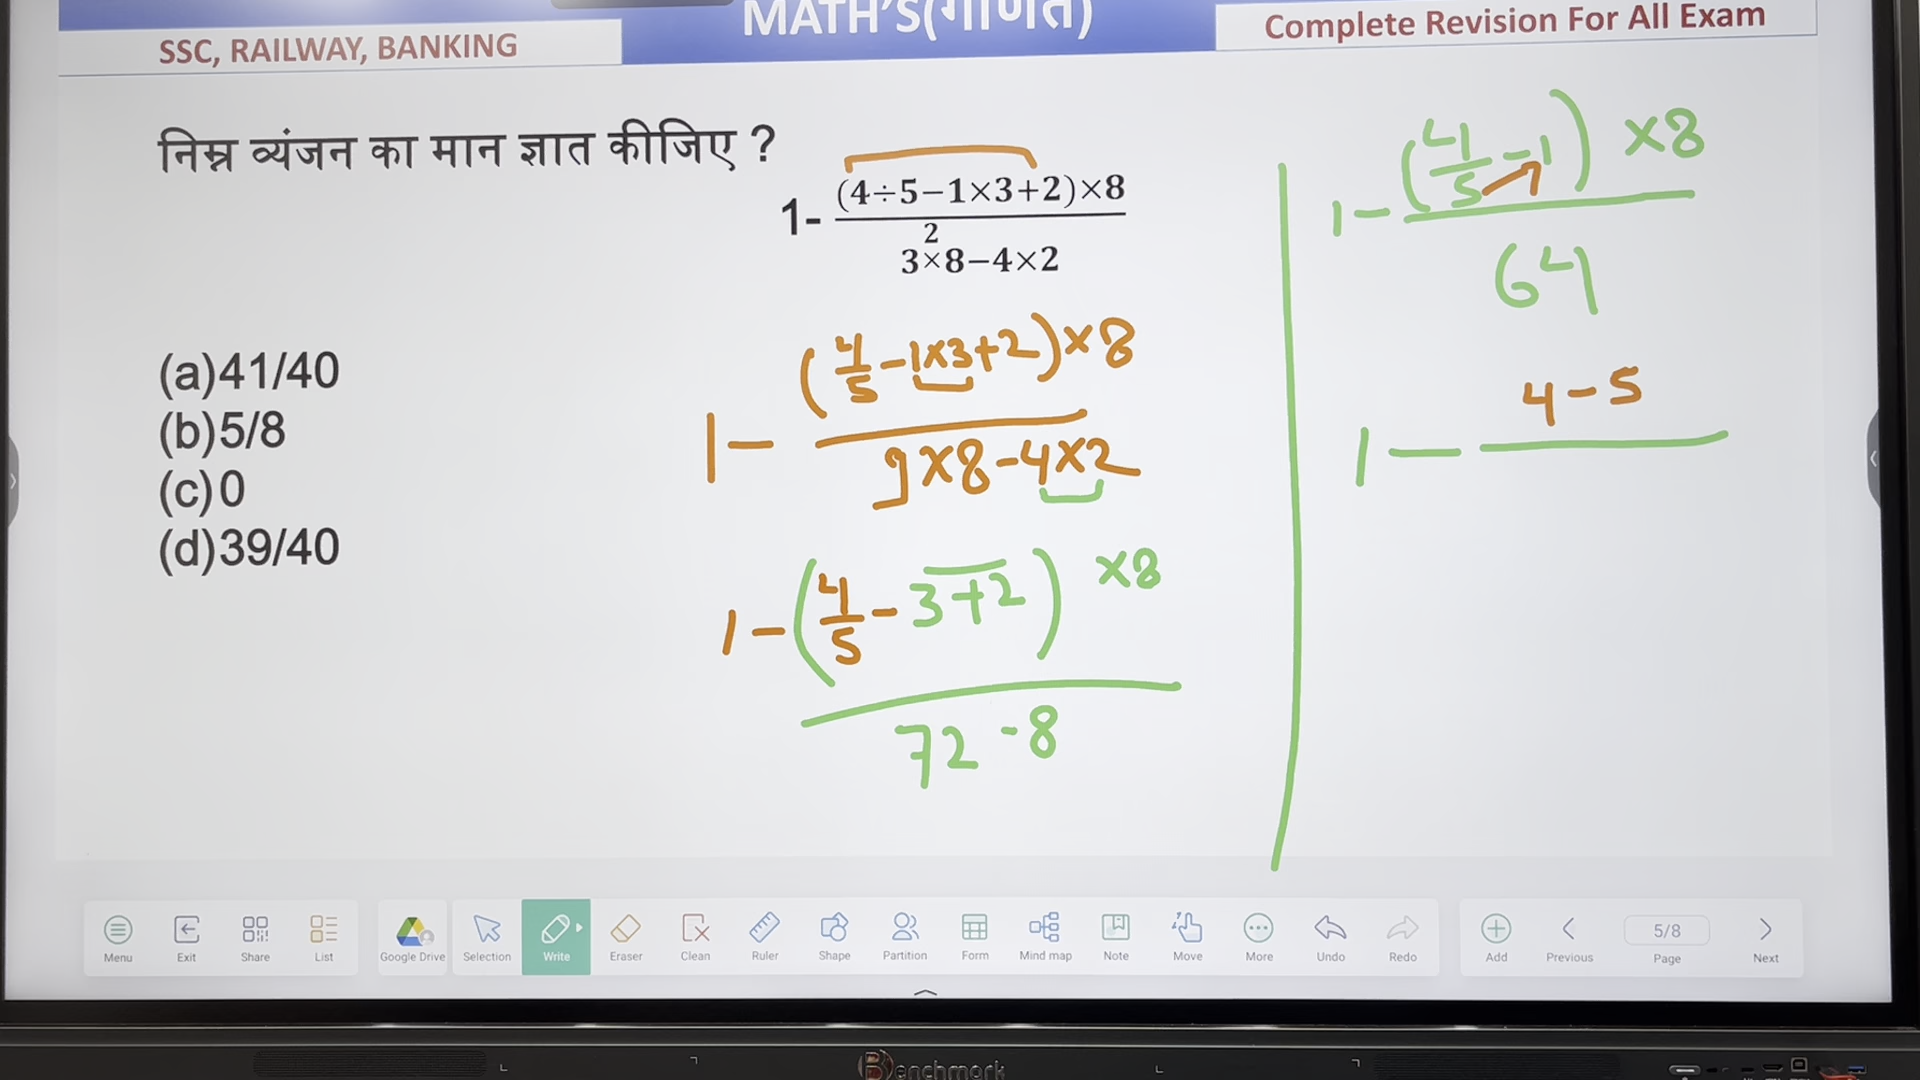 MATH'S(गणित)
SSC, RAILWAY, BANKING
Complete Revision For All Exam
निम्न व्यंजन का मान ज्ञात कीजिए ?
(4÷5−1×3+2)×8
1-
2
3×8−4×2
(a)41/40
(b)5/8
(c)0
(d)39/40
(4/5-1×3+2)×8
1-
9×8-4×2
1-(4/5-3+2) ×8
72-8
(4/5-1) ×8
1-
64
4-5
1-
Menu
Exit
Share
List
Google Drive
Selection
Write
Eraser
Clean
Ruler
Shape
Partition
Form
Mind map
Note
Move
More
Undo
Redo
Add
Previous
5/8
Page
Next
Benchmark